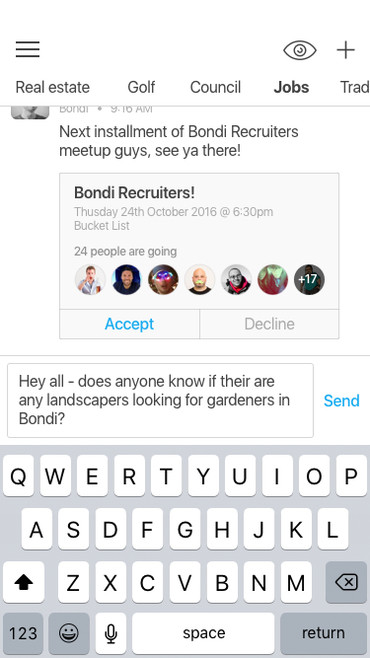 Real estate Golf Council Jobs Trad
Bondi • 9:16 AM
Next installment of Bondi Recruiters
meetup guys, see ya there!
Bondi Recruiters!
Thusday 24th October 2016 @ 6:30pm
Bucket List
24 people are going
+17
Accept Decline
Hey all - does anyone know if their are
any landscapers looking for gardeners in
Bondi?
Send
Q W E R T Y U I O P
A S D F G H J K L
Z X C V B N M
123 space return